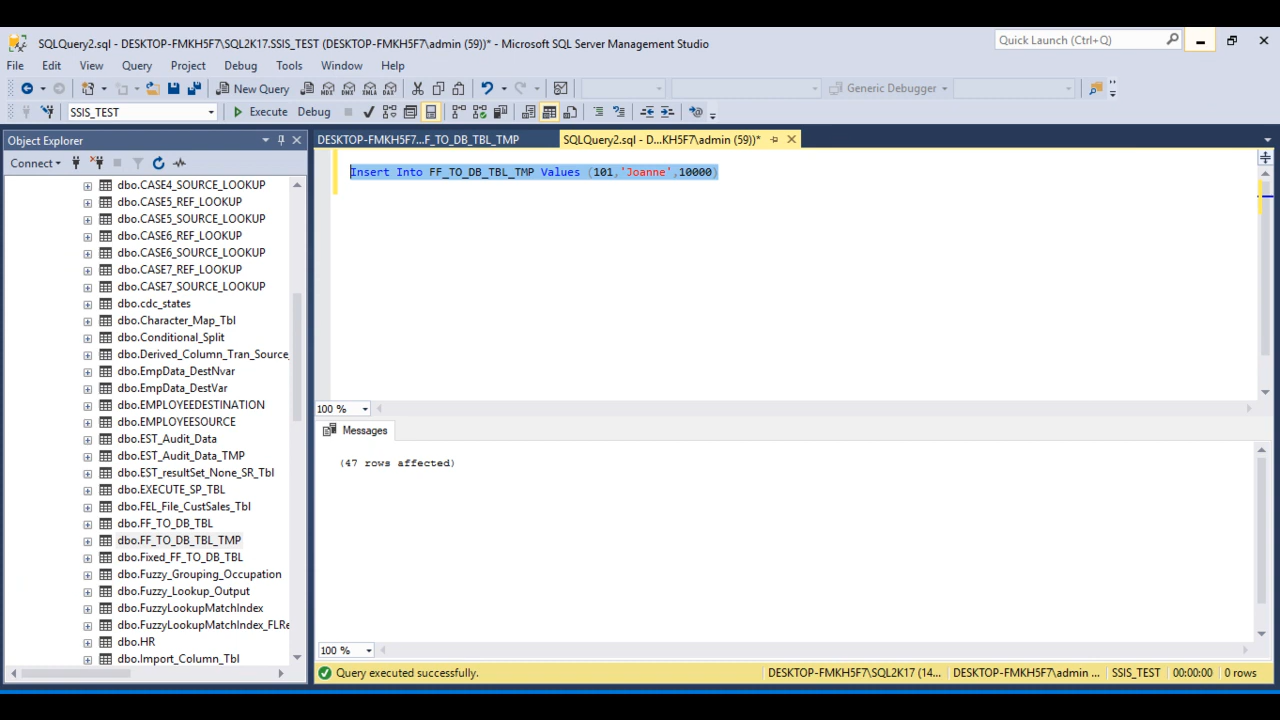 SQLQuery2.sql - DESKTOP-FMKH5F7\SQL2K17.SSIS_TEST (DESKTOP-FMKH5F7\admin (59))* - Microsoft SQL Server Management Studio
Quick Launch (Ctrl+Q)
File Edit View Query Project Debug Tools Window Help
New Query
MDX DMX XMLA DAX
Generic Debugger
SSIS_TEST
Execute Debug
Object Explorer
DESKTOP-FMKH5F7...F_TO_DB_TBL_TMP
SQLQuery2.sql - D...KH5F7\admin (59))*
Connect
dbo.CASE4_SOURCE_LOOKUP
dbo.CASE5_REF_LOOKUP
dbo.CASE5_SOURCE_LOOKUP
dbo.CASE6_REF_LOOKUP
dbo.CASE6_SOURCE_LOOKUP
dbo.CASE7_REF_LOOKUP
dbo.CASE7_SOURCE_LOOKUP
dbo.cdc_states
dbo.Character_Map_Tbl
dbo.Conditional_Split
dbo.Derived_Column_Tran_Source_
dbo.EmpData_DestNvar
dbo.EmpData_DestVar
dbo.EMPLOYEEDESTINATION
dbo.EMPLOYEESOURCE
dbo.EST_Audit_Data
dbo.EST_Audit_Data_TMP
dbo.EST_resultSet_None_SR_Tbl
dbo.EXECUTE_SP_TBL
dbo.FEL_File_CustSales_Tbl
dbo.FF_TO_DB_TBL
dbo.FF_TO_DB_TBL_TMP
dbo.Fixed_FF_TO_DB_TBL
dbo.Fuzzy_Grouping_Occupation
dbo.Fuzzy_Lookup_Output
dbo.FuzzyLookupMatchIndex
dbo.FuzzyLookupMatchIndex_FLRe
dbo.HR
dbo.Import_Column_Tbl
Insert Into FF_TO_DB_TBL_TMP Values (101,'Joanne',10000)
100 %
Messages
(47 rows affected)
100 %
Query executed successfully.
DESKTOP-FMKH5F7\SQL2K17 (14...
DESKTOP-FMKH5F7\admin ...
SSIS_TEST
00:00:00
0 rows